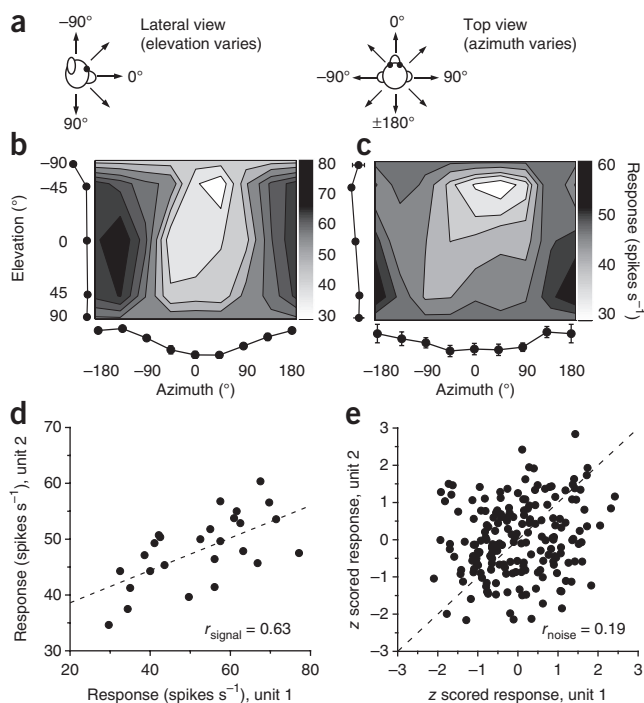 a
Lateral view
(elevation varies)
–90°
0°
90°
Top view
(azimuth varies)
0°
–90°
90°
±180°
b
Elevation (°)
–90
–45
0
45
90
80
70
60
50
40
30
–180
–90
0
90
180
Azimuth (°)
c
60
50
40
30
Response (spikes s–1)
–180
–90
0
90
180
Azimuth (°)
d
Response (spikes s–1), unit 2
70
60
50
40
30
20
40
60
80
rsignal = 0.63
Response (spikes s–1), unit 1
e
z scored response, unit 2
3
2
1
0
–1
–2
–3
–3
–2
–1
0
1
2
3
rnoise = 0.19
z scored response, unit 1